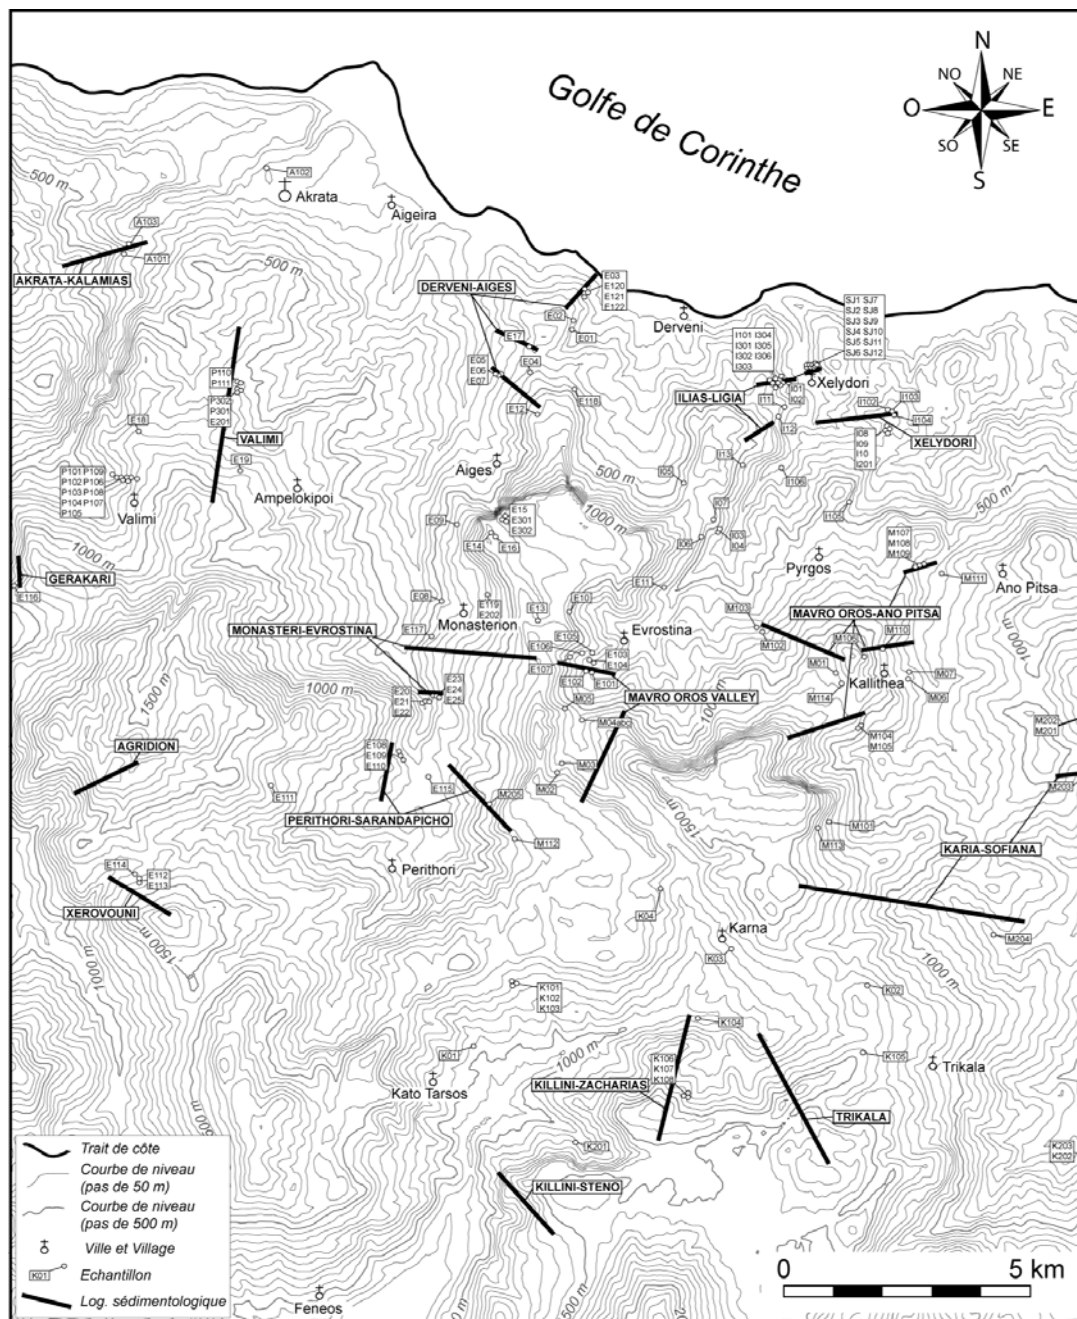 N
NO
NE
O
E
SO
SE
S
Golfe de Corinthe
500 m
A102
Akrata
Aigeira
A103
A101
AKRATA-KALAMIAS
500 m
DERVENI-AIGES
E03
E120
E121
E122
E02
E01
Derveni
E17
E04
E05
E06
E07
E12
E118
I101 I304
I301 I305
I302 I306
I303
SJ1 SJ7
SJ2 SJ8
SJ3 SJ9
SJ4 SJ10
SJ5 SJ11
SJ6 SJ12
Xelydori
ILIAS-LIGIA
I11
I01
I02
I12
I102
I103
I104
XELYDORI
I08
I09
I10
I201
I13
I106
I105
I05
I07
I06
I03
I04
P110
P111
P302
P301
E201
E18
VALIMI
E19
P101 P109
P102 P106
P103 P108
P104 P107
P105
Valimi
Ampelokipoi
Aiges
500 m
1000 m
500 m
E09
E15
E301
E302
E14
E16
1000 m
GERAKARI
E116
E08
E119
E202
E13
E10
E11
Monasterion
E117
MONASTERI-EVROSTINA
E105
E106
E107
E103
E104
E102
E101
Evrostina
Pyrgos
M107
M108
M109
M111
Ano Pitsa
MAVRO OROS-ANO PITSA
M103
M102
M106
M110
M01
M114
Kallithea
M07
M06
1000 m
1500 m
1000 m
E20
E21
E22
E23
E24
E25
M05
MAVRO OROS VALLEY
M04abc
1000 m
M104
M105
M202
M201
M203
AGRIDION
E108
E109
E110
E111
E115
M205
M03
M02
PERITHORI-SARANDAPICHO
M112
1500 m
M101
M113
KARIA-SOFIANA
E114
E112
E113
XEROVOUNI
Perithori
K04
Karna
K03
M204
1500 m
1000 m
1000 m
K101
K102
K103
K02
K104
K01
1000 m
K106
K107
K108
K105
Trikala
Kato Tarsos
KILLINI-ZACHARIAS
TRIKALA
K201
K203
K202
KILLINI-STENO
500 m
1500 m
Feneos
Trait de côte
Courbe de niveau
(pas de 50 m)
Courbe de niveau
(pas de 500 m)
Ville et Village
K01
Echantillon
Log. sédimentologique
0
5 km